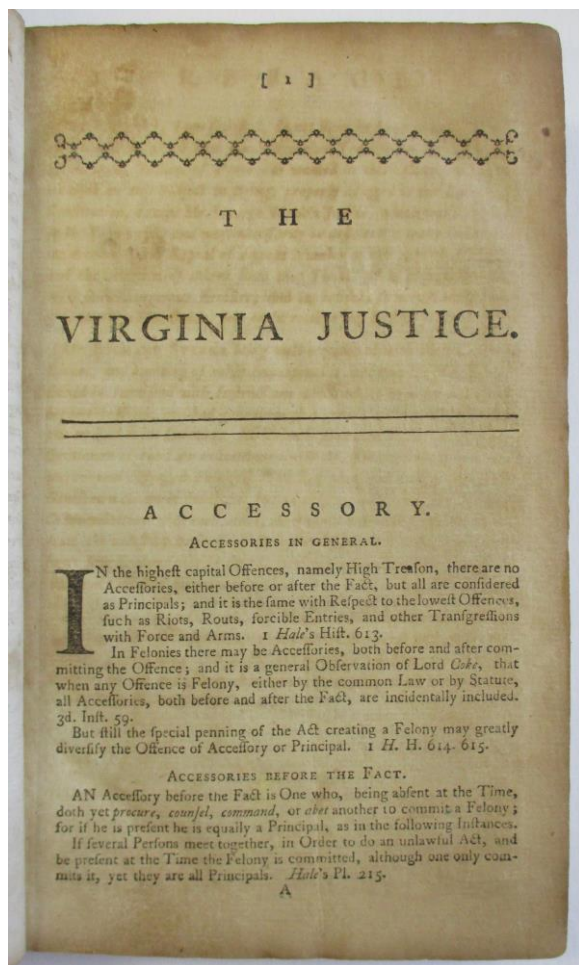 [ 1 ]
THE
VIRGINIA JUSTICE.
ACCESSORY.
ACCESSORIES IN GENERAL.
IN the higheſt capital Offences, namely High Treaſon, there are no
Acceſſories, either before or after the Fact, but all are conſidered
as Principals; and it is the ſame with Reſpect to the loweſt Offences,
ſuch as Riots, Routs, forcible Entries, and other Tranſgreſſions
with Force and Arms. 1 Hale's Hiſt. 613.
In Felonies there may be Acceſſories, both before and after com-
mitting the Offence; and it is a general Obſervation of Lord Coke, that
when any Offence is Felony, either by the common Law or by Statute,
all Acceſſories, both before and after the Fact, are incidentally included.
3d. Inſt. 59.
But ſtill the ſpecial penning of the Act creating a Felony may greatly
diverſify the Offence of Acceſſory or Principal. 1 H. H. 614. 615.
ACCESSORIES BEFORE THE FACT.
AN Acceſſory before the Fact is One who, being abſent at the Time,
doth yet procure, counſel, command, or abet another to commit a Felony;
for if he is preſent he is equally a Principal, as in the following Inſtances.
If ſeveral Perſons meet together, in Order to do an unlawful Act, and
be preſent at the Time the Felony is committed, although one only com-
mits it, yet they are all Principals. Hale's Pl. 215.
A